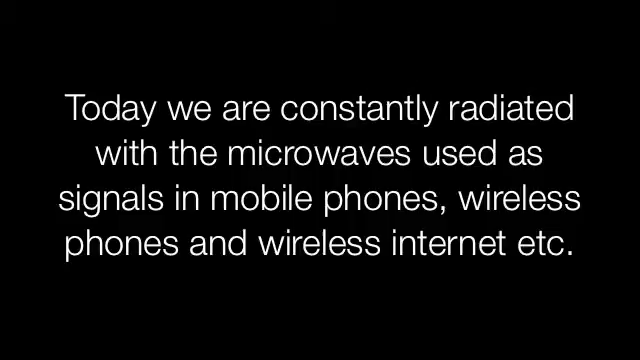 Today we are constantly radiated
with the microwaves used as
signals in mobile phones, wireless
phones and wireless internet etc.